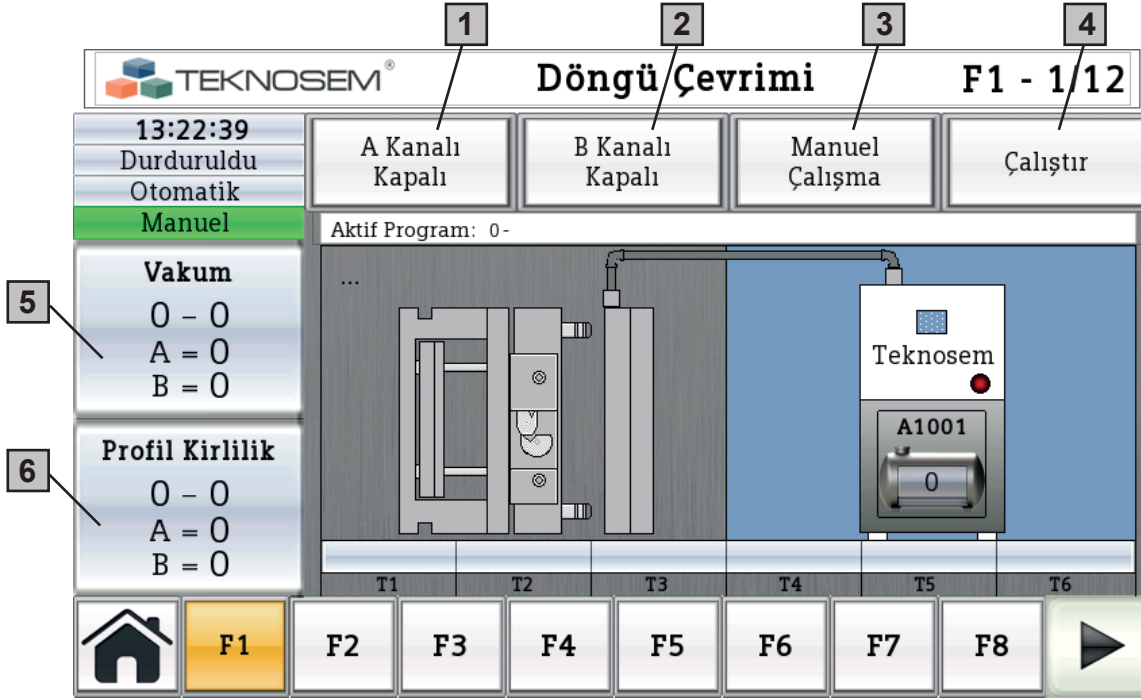 1
2
3
4
TEKNOSEM®
Döngü Çevrimi
F1 - 1/12
13:22:39
Durduruldu
Otomatik
Manuel
A Kanalı
Kapalı
B Kanalı
Kapalı
Manuel
Çalışma
Çalıştır
Aktif Program: 0-
5
Vakum
0 – 0
A = 0
B = 0
6
Profil Kirlilik
0 – 0
A = 0
B = 0
...
Teknosem
A1001
0
T1
T2
T3
T4
T5
T6
F1
F2
F3
F4
F5
F6
F7
F8